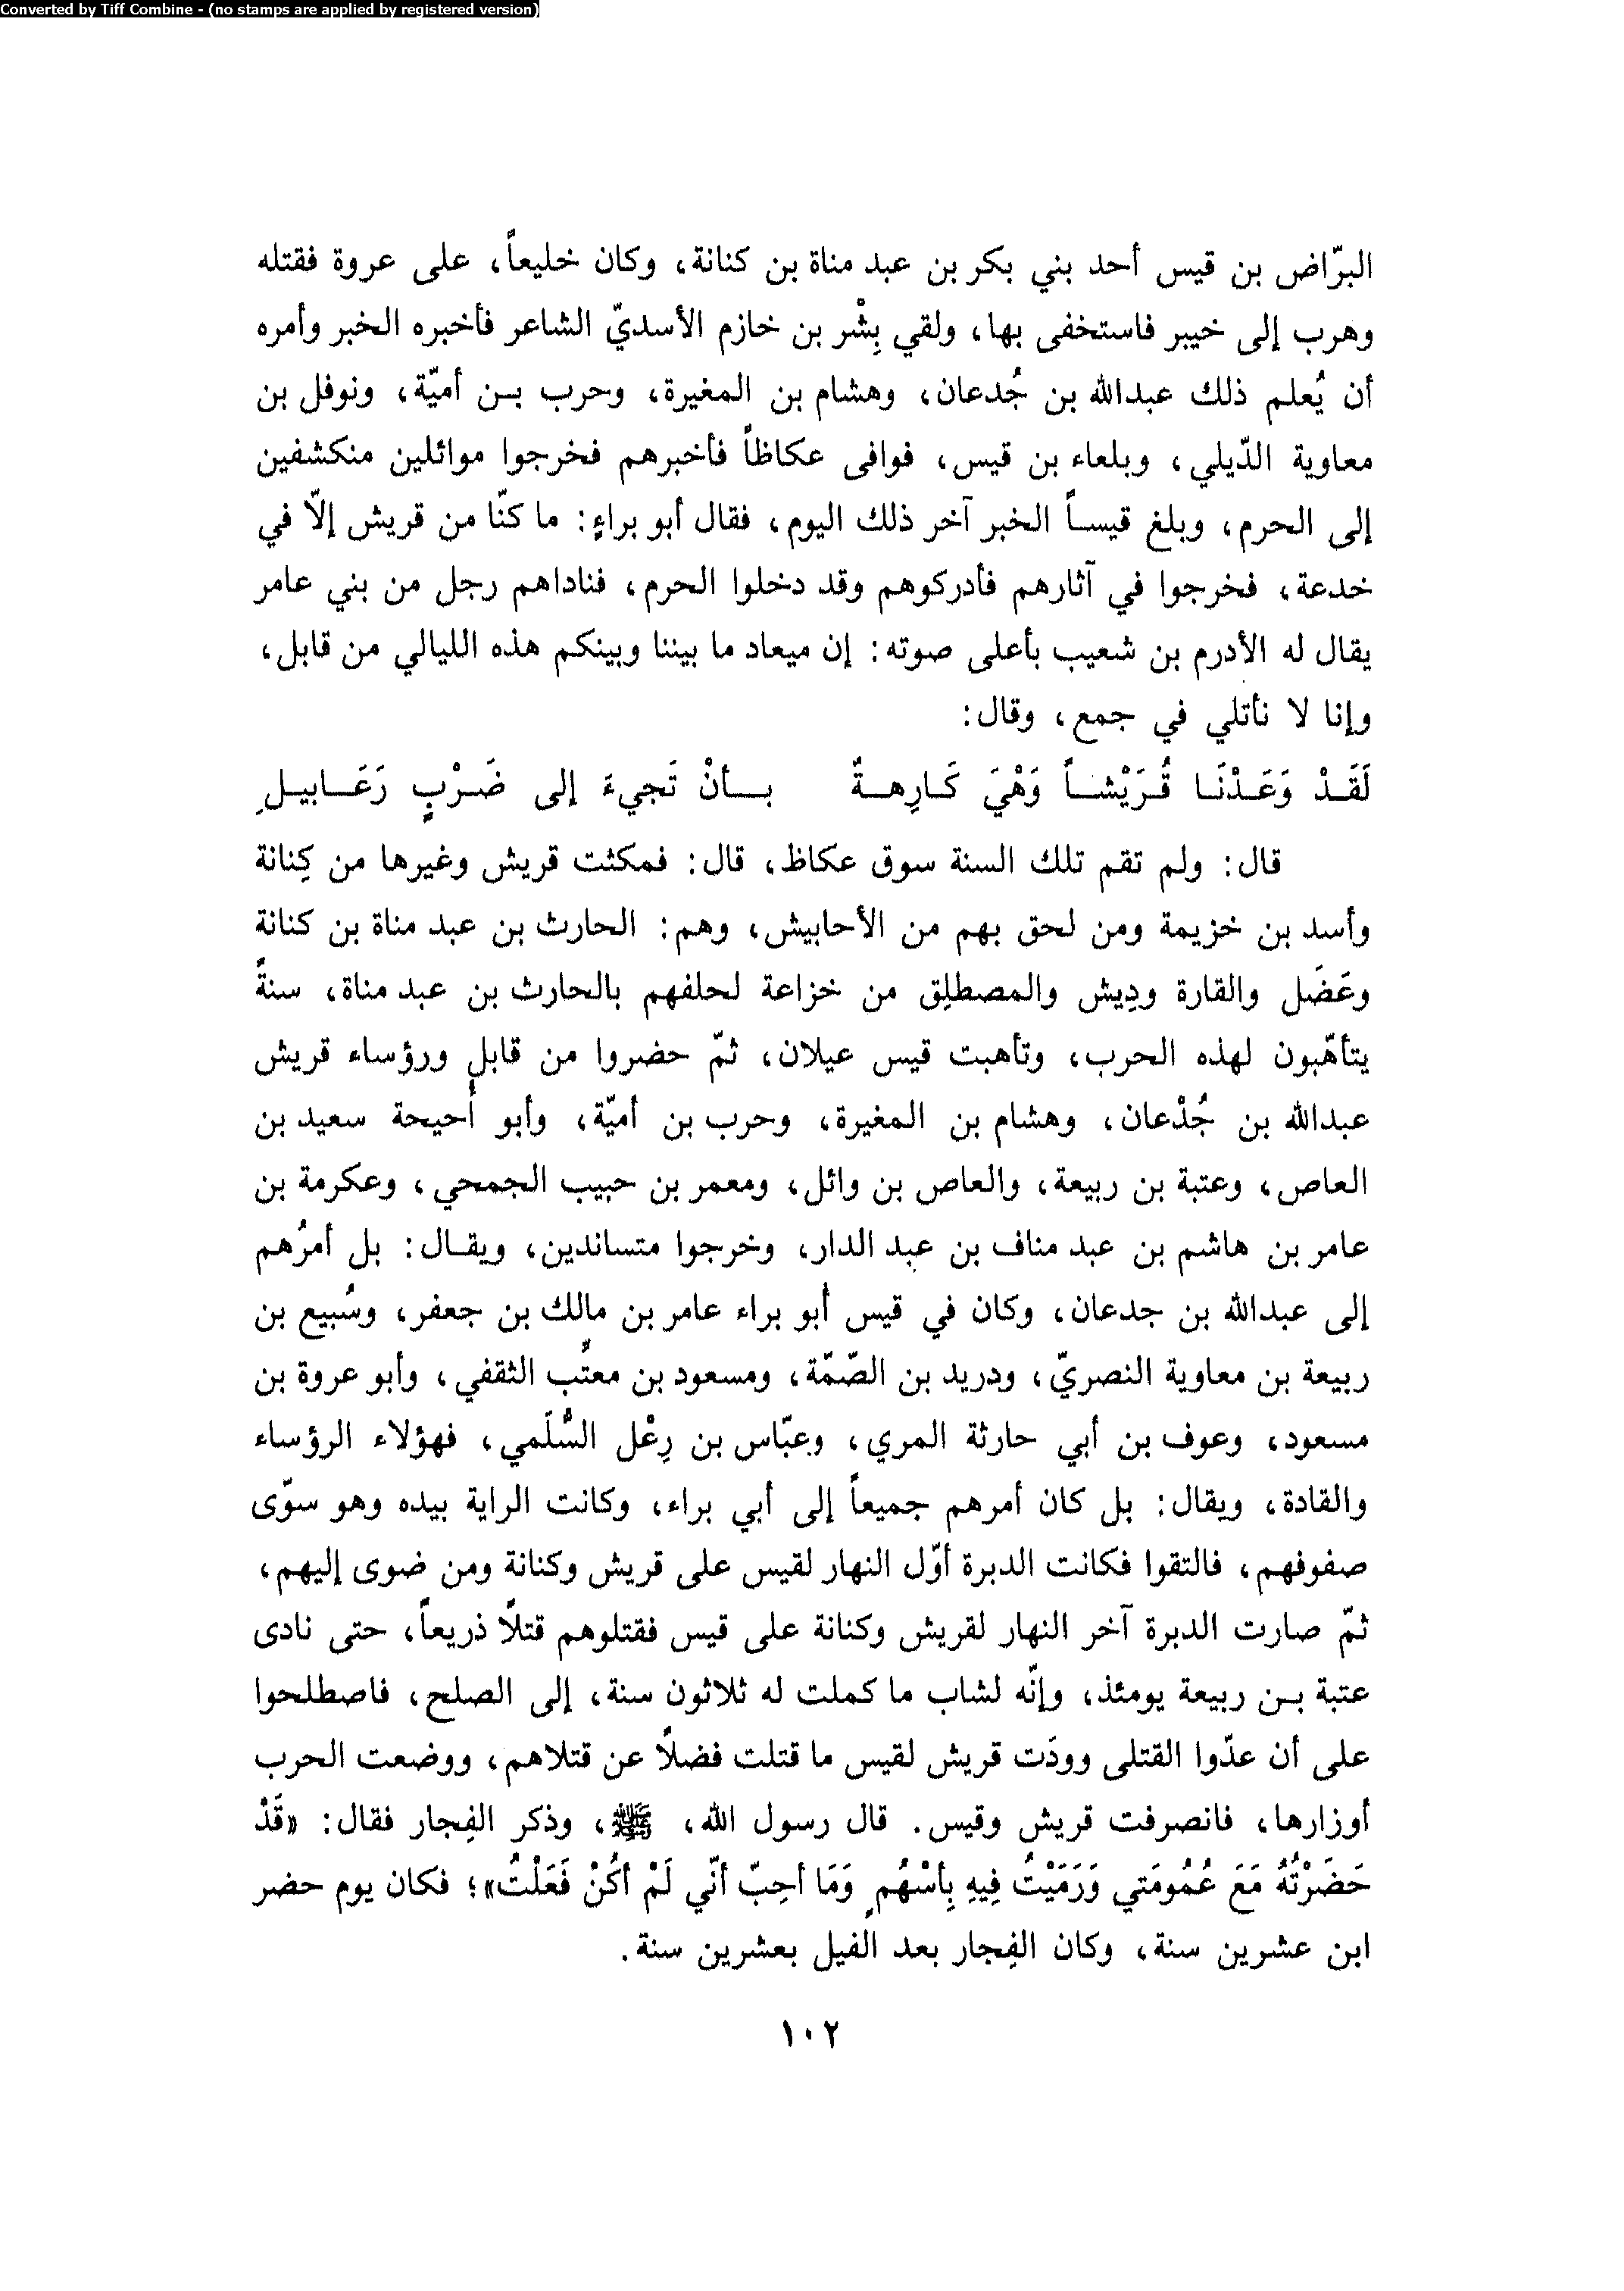 Converted by Tiff Combine - (no stamps are applied by registered version)
البرّاض بن قيس أحد بني بكر بن عبد مناة بن كنانة، وكان خليعاً، على عروة فقتله
وهرب إلى خيبر فاستخفى بها، ولقي بِشْر بن خازم الأسديّ الشاعر فأخبره الخبر وأمره
أن يُعلم ذلك عبدالله بن جُدعان، وهشام بن المغيرة، وحرب بن أميّة، ونوفل بن
معاوية الدّيلي، وبلعاء بن قيس، فوافى عكاظاً فأخبرهم فخرجوا موائلين منكشفين
إلى الحرم، وبلغ قيساً الخبر آخر ذلك اليوم، فقال أبو براءٍ: ما كنّا من قريش إلّا في
خدعة، فخرجوا في آثارهم فأدركوهم وقد دخلوا الحرم، فناداهم رجل من بني عامر
يقال له الأدرم بن شعيب بأعلى صوته: إن ميعاد ما بيننا وبينكم هذه الليالي من قابل،
وإنا لا نأتلي في جمع، وقال:
لَقَدْ وَعَدْنَا قُرَيْشاً وَهْيَ كَارِهةٌ بأنْ تَجيءَ إلى ضَرْبٍ رَعَابيلِ
قال: ولم تقم تلك السنة سوق عكاظ، قال: فمكثت قريش وغيرها من كِنانة
وأسد بن خزيمة ومن لحق بهم من الأحابيش، وهم: الحارث بن عبد مناة بن كنانة
وعَضَل والقارة ودِيش والمصطلِق من خزاعة لحلفهم بالحارث بن عبد مناة، سنةً
يتأهّبون لهذه الحرب، وتأهبت قيس عيلان، ثمّ حضروا من قابلٍ ورؤساء قريش
عبدالله بن جُدْعان، وهشام بن المغيرة، وحرب بن أميّة، وأبو أُحيحة سعيد بن
العاص، وعتبة بن ربيعة، والعاص بن وائل، ومعمر بن حبيب الجمحي، وعكرمة بن
عامر بن هاشم بن عبد مناف بن عبد الدار، وخرجوا متساندين، ويقال: بل أمرُهم
إلى عبدالله بن جدعان، وكان في قيس أبو براء عامر بن مالك بن جعفر، وسُبيع بن
ربيعة بن معاوية النصريّ، ودريد بن الصّمّة، ومسعود بن معتّب الثقفي، وأبو عروة بن
مسعود، وعوف بن أبي حارثة المري، وعبّاس بن رِعْل السُّلَمي، فهؤلاء الرؤساء
والقادة، ويقال: بل كان أمرهم جميعاً إلى أبي براء، وكانت الراية بيده وهو سوّى
صفوفهم، فالتقوا فكانت الدبرة أوّل النهار لقيس على قريش وكنانة ومن ضوى إليهم،
ثمّ صارت الدبرة آخر النهار لقريش وكنانة على قيس فقتلوهم قتلاً ذريعاً، حتى نادى
عتبة بن ربيعة يومئذ، وإنّه لشاب ما كملت له ثلاثون سنة، إلى الصلح، فاصطلحوا
على أن عدّوا القتلى وودَت قريش لقيس ما قتلت فضلاً عن قتلاهم، ووضعت الحرب
أوزارها، فانصرفت قريش وقيس. قال رسول الله، ﷺ، وذكر الفِجار فقال: «قَدْ
حَضَرْتُهُ مَعَ عُمُومَتي وَرَمَيْتُ فِيهِ بِأسْهُمٍ وَمَا أحِبّ أنّي لَمْ أكُنْ فَعَلْتُ»؛ فكان يوم حضر
ابن عشرين سنة، وكان الفِجار بعد الفيل بعشرين سنة.
١٠٢